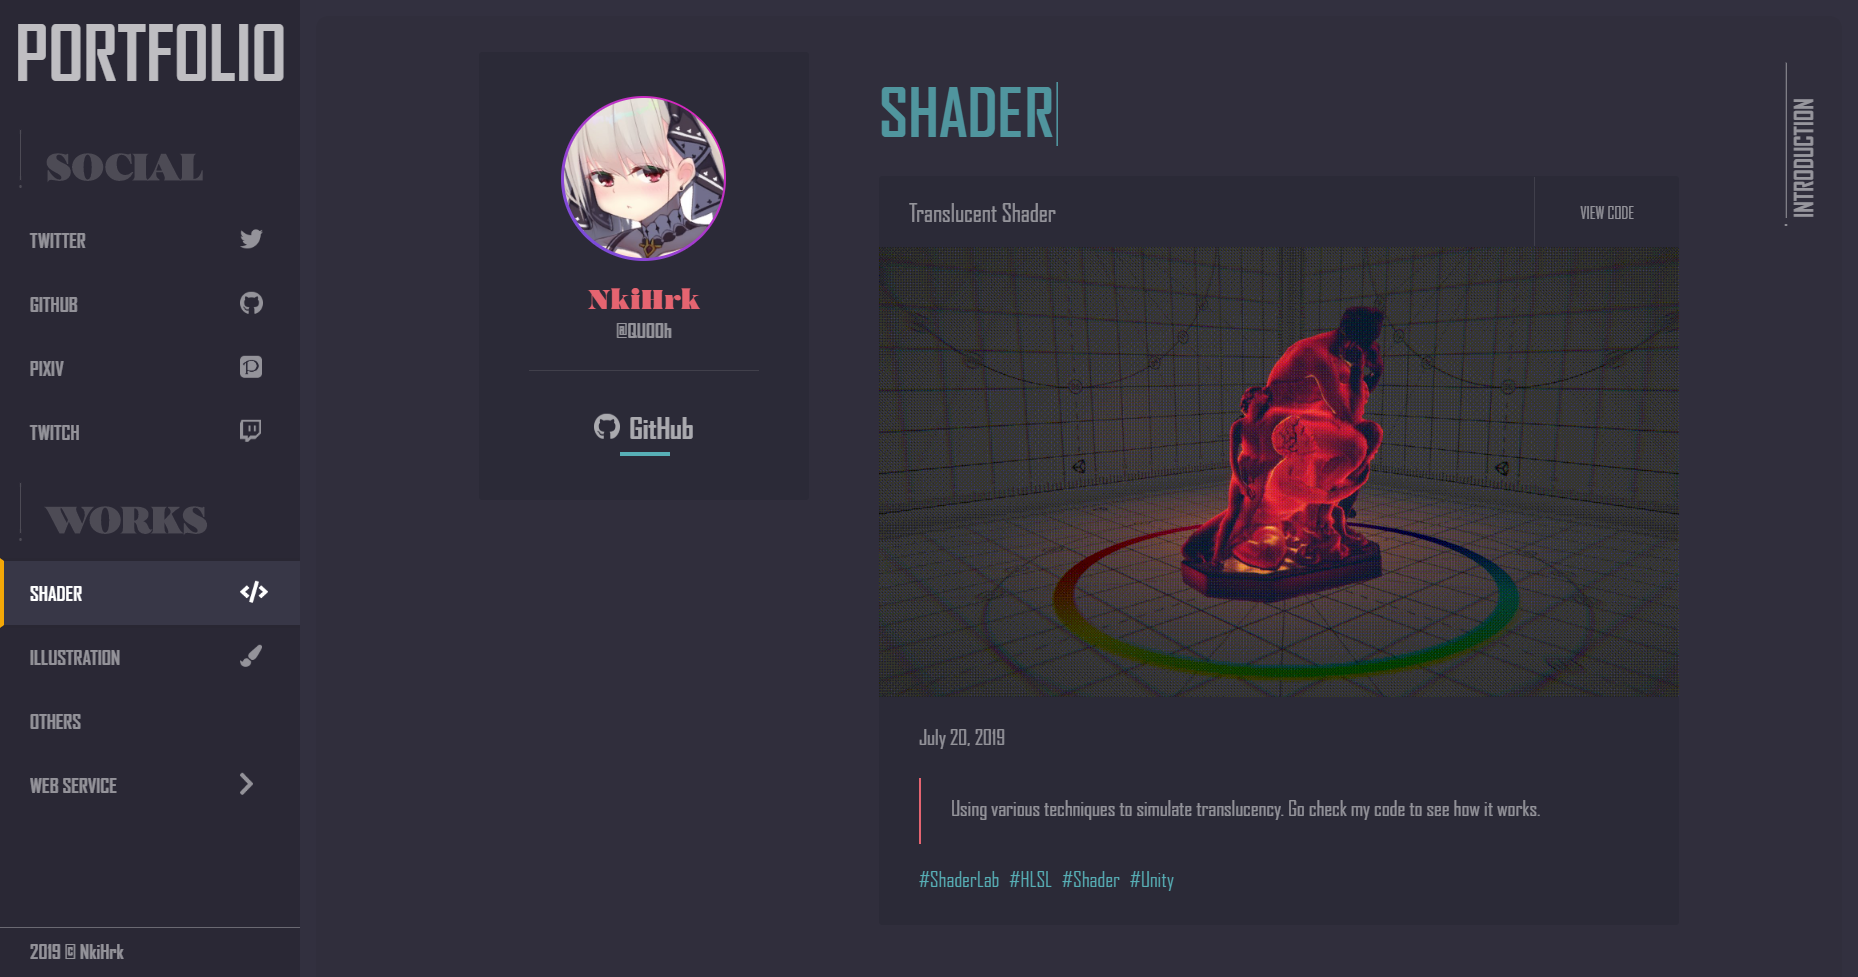 PORTFOLIO
SOCIAL
TWITTER
GITHUB
PIXIV
TWITCH
WORKS
SHADER
ILLUSTRATION
OTHERS
WEB SERVICE
2019 © NkiHrk
NkiHrk
@QUOOh
GitHub
SHADER
Translucent Shader
VIEW CODE
July 20, 2019
Using various techniques to simulate translucency. Go check my code to see how it works.
#ShaderLab #HLSL #Shader #Unity
INTRODUCTION